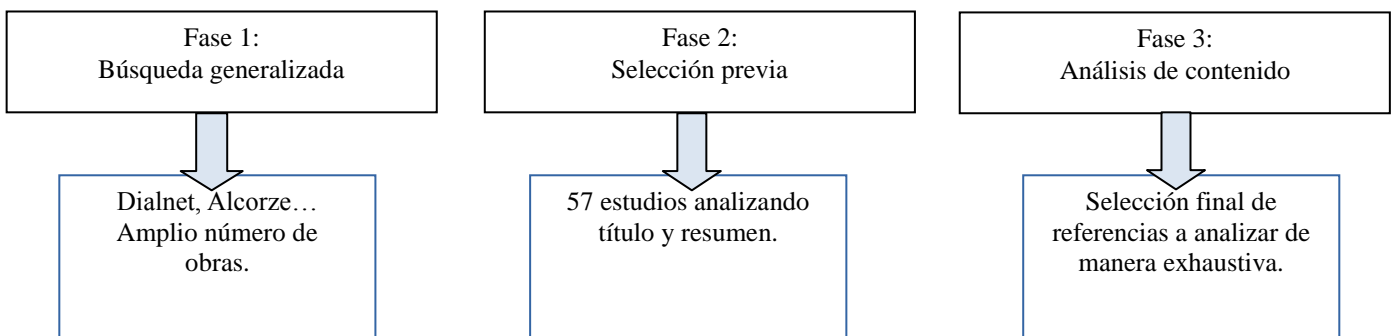 Fase 1:
Búsqueda generalizada
Dialnet, Alcorze…
Amplio número de
obras.
Fase 2:
Selección previa
57 estudios analizando
título y resumen.
Fase 3:
Análisis de contenido
Selección final de
referencias a analizar de
manera exhaustiva.